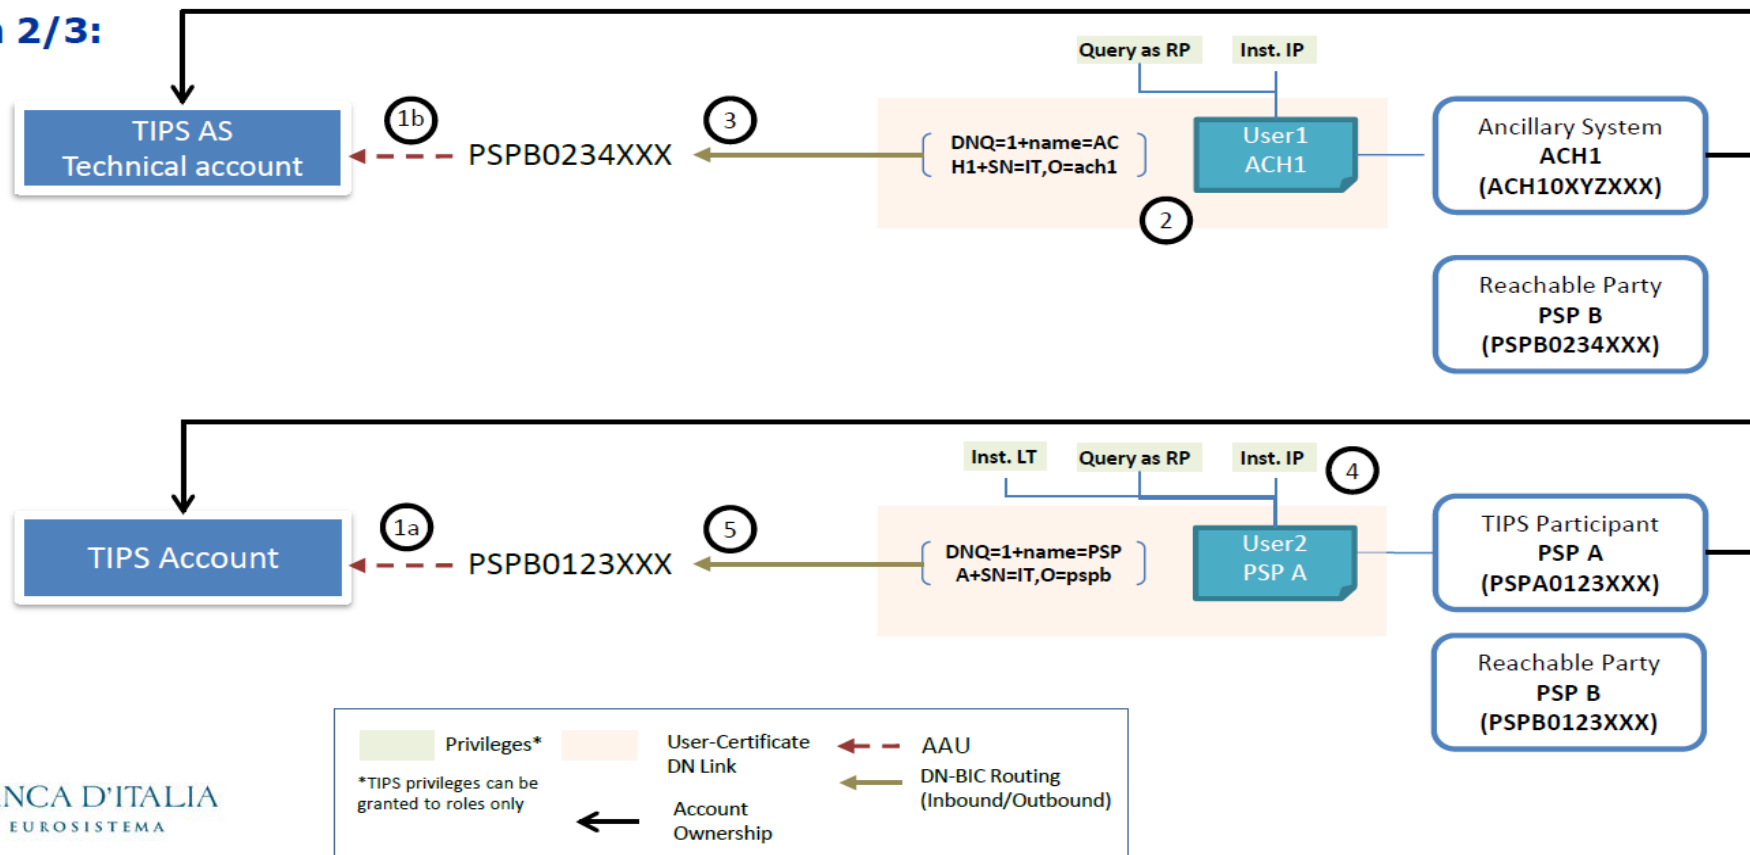 2/3:
Query as RP
Inst. IP
TIPS AS
Technical account
1b
PSPB0234XXX
3
DNQ=1+name=AC
H1+SN=IT,O=ach1
User1
ACH1
2
Ancillary System
ACH1
(ACH10XYZXXX)
Reachable Party
PSP B
(PSPB0234XXX)
Inst. LT
Query as RP
Inst. IP
4
TIPS Account
1a
PSPB0123XXX
5
DNQ=1+name=PSP
A+SN=IT,O=pspb
User2
PSP A
TIPS Participant
PSP A
(PSPA0123XXX)
Reachable Party
PSP B
(PSPB0123XXX)
Privileges*
*TIPS privileges can be
granted to roles only
User-Certificate
DN Link
Account
Ownership
AAU
DN-BIC Routing
(Inbound/Outbound)
NCA D'ITALIA
EUROSISTEMA